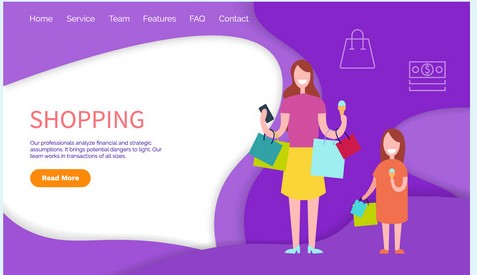 Home Service Team Features FAQ Contact
SHOPPING
Our professionals analyze financial and strategic
assumptions. It brings potential dangers to light. Our
team works in transactions of all sizes.
Read More
$